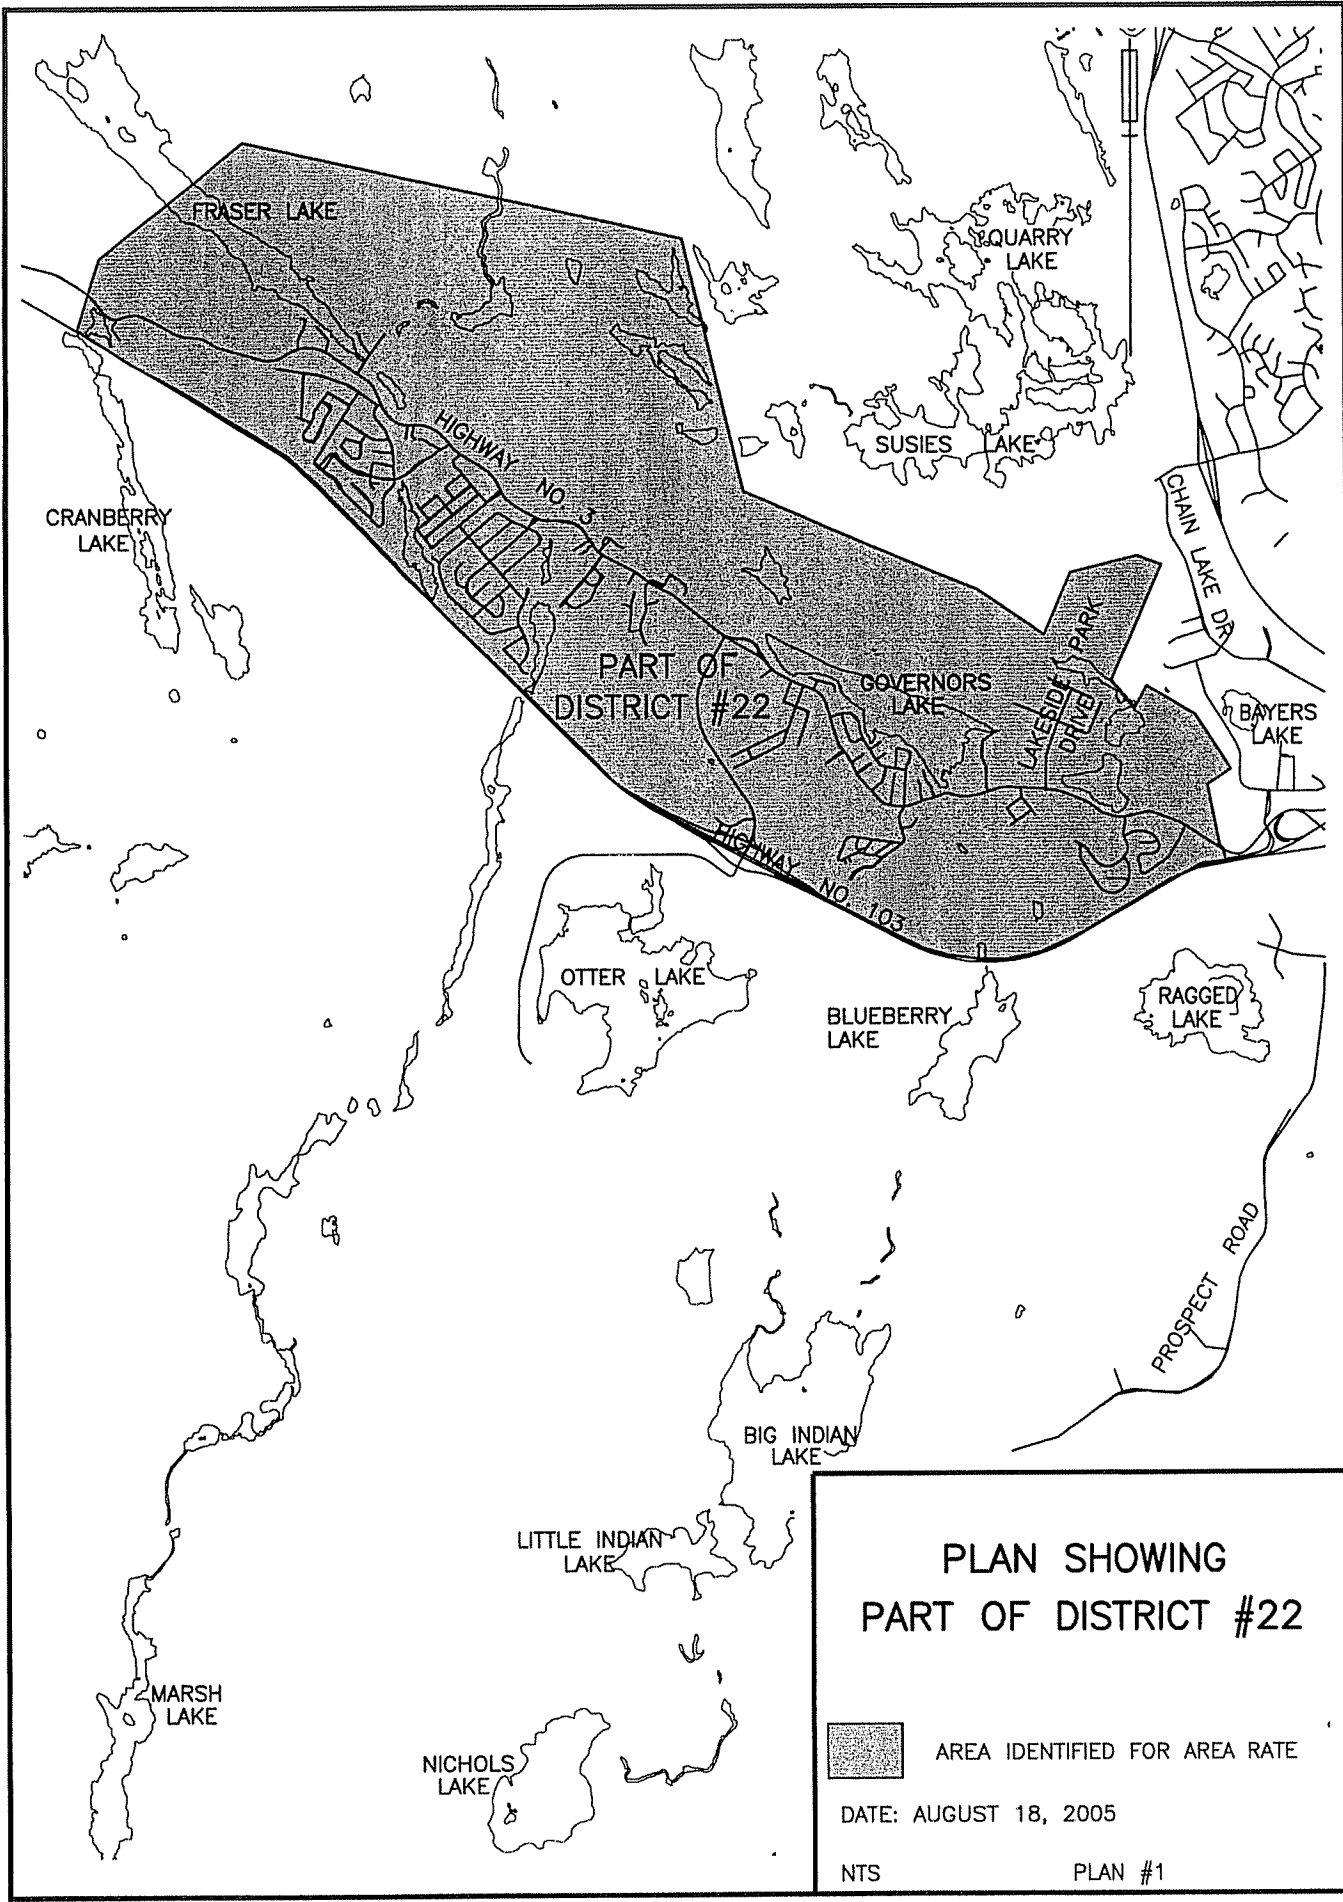 FRASER LAKE
QUARRY
LAKE
SUSIES LAKE
HIGHWAY NO. 3
CRANBERRY
LAKE
CHAIN LAKE DR
PART OF
DISTRICT #22
GOVERNORS
LAKE
LAKESIDE PARK
DRIVE
BAYERS
LAKE
HIGHWAY NO. 103
OTTER LAKE
BLUEBERRY
LAKE
RAGGED
LAKE
PROSPECT ROAD
BIG INDIAN
LAKE
LITTLE INDIAN
LAKE
MARSH
LAKE
NICHOLS
LAKE
PLAN SHOWING
PART OF DISTRICT #22
AREA IDENTIFIED FOR AREA RATE
DATE: AUGUST 18, 2005
NTS PLAN #1